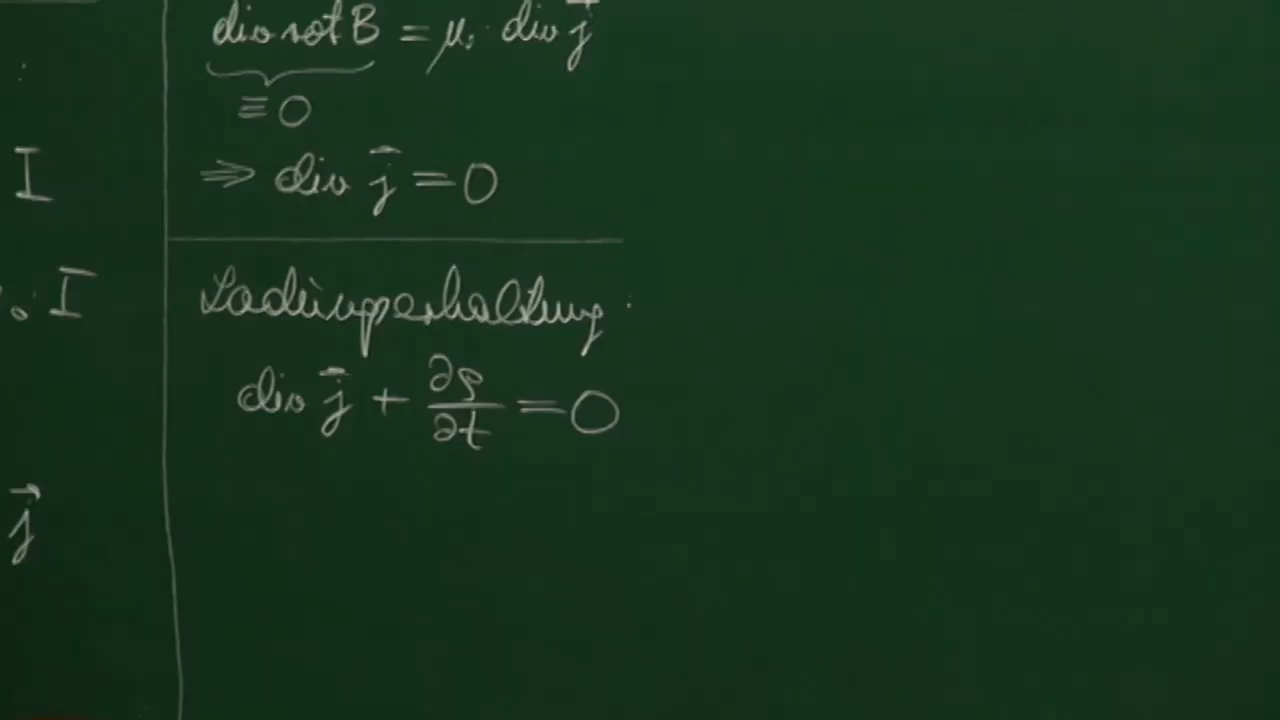 I
. I
j⃗
div rot B = μ₀ · div j⃗
≡ 0
⇒ div j⃗ = 0
Ladungserhaltung:
div j⃗ + ∂ρ/∂t = 0